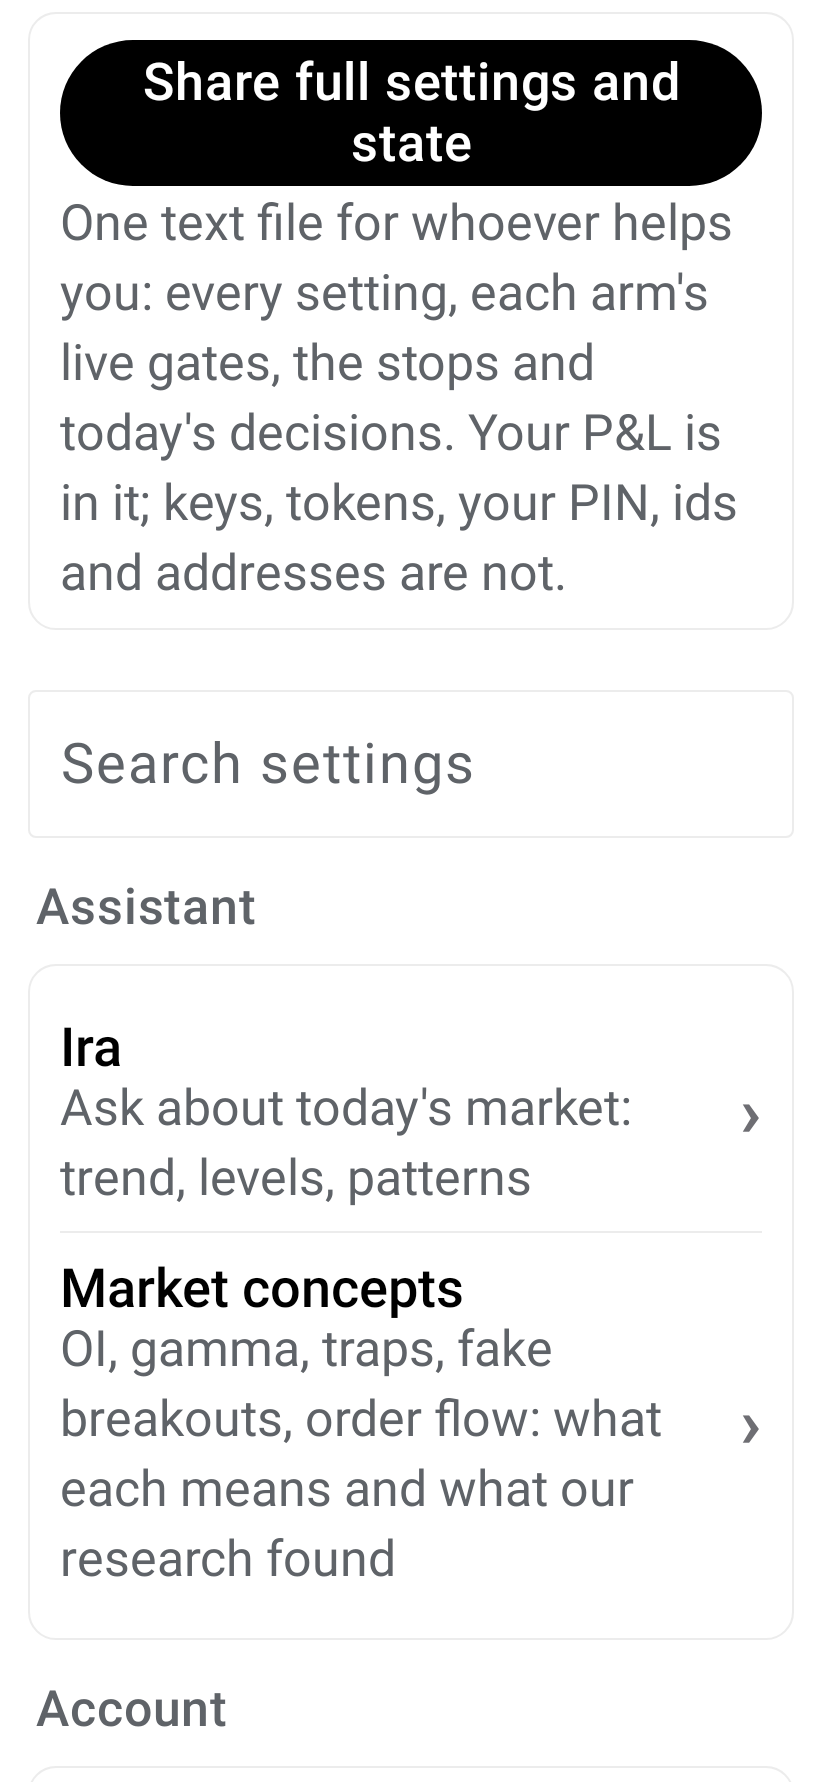 Share full settings and
state
One text file for whoever helps
you: every setting, each arm's
live gates, the stops and
today's decisions. Your P&L is
in it; keys, tokens, your PIN, ids
and addresses are not.
Search settings
Assistant
Ira
Ask about today's market:
trend, levels, patterns
›
Market concepts
OI, gamma, traps, fake
breakouts, order flow: what
each means and what our
research found
›
Account